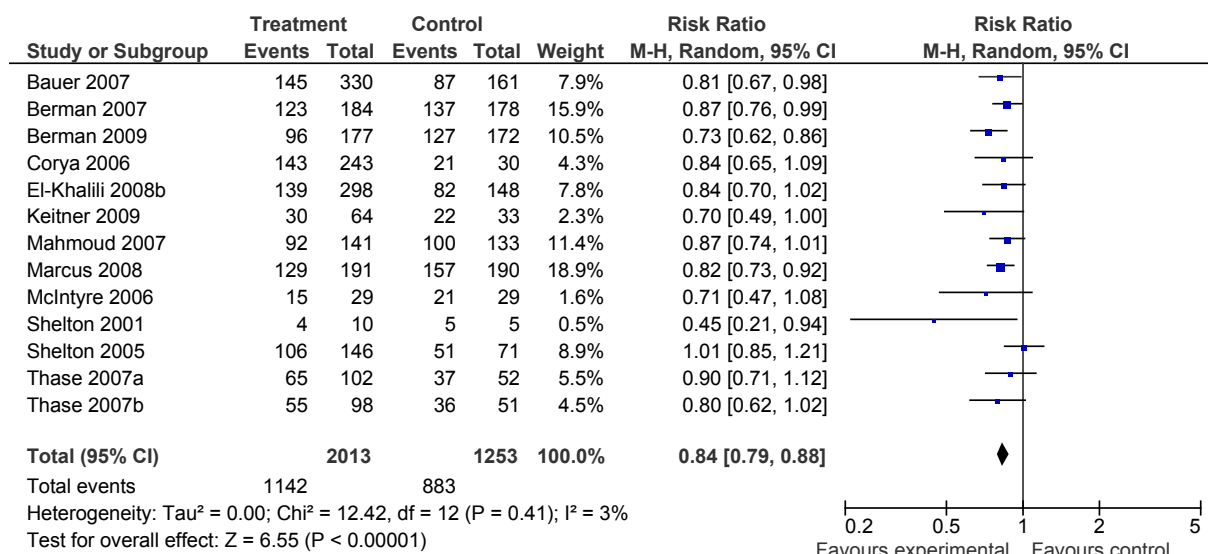 Treatment Control Risk Ratio Risk Ratio
Study or Subgroup Events Total Events Total Weight M-H, Random, 95% CI M-H, Random, 95% CI
Bauer 2007 145 330 87 161 7.9% 0.81 [0.67, 0.98]
Berman 2007 123 184 137 178 15.9% 0.87 [0.76, 0.99]
Berman 2009 96 177 127 172 10.5% 0.73 [0.62, 0.86]
Corya 2006 143 243 21 30 4.3% 0.84 [0.65, 1.09]
El-Khalili 2008b 139 298 82 148 7.8% 0.84 [0.70, 1.02]
Keitner 2009 30 64 22 33 2.3% 0.70 [0.49, 1.00]
Mahmoud 2007 92 141 100 133 11.4% 0.87 [0.74, 1.01]
Marcus 2008 129 191 157 190 18.9% 0.82 [0.73, 0.92]
McIntyre 2006 15 29 21 29 1.6% 0.71 [0.47, 1.08]
Shelton 2001 4 10 5 5 0.5% 0.45 [0.21, 0.94]
Shelton 2005 106 146 51 71 8.9% 1.01 [0.85, 1.21]
Thase 2007a 65 102 37 52 5.5% 0.90 [0.71, 1.12]
Thase 2007b 55 98 36 51 4.5% 0.80 [0.62, 1.02]
Total (95% CI) 2013 1253 100.0% 0.84 [0.79, 0.88]
Total events 1142 883
Heterogeneity: Tau² = 0.00; Chi² = 12.42, df = 12 (P = 0.41); I² = 3%
Test for overall effect: Z = 6.55 (P < 0.00001)
0.2 0.5 1 2 5
Favours experimental Favours control